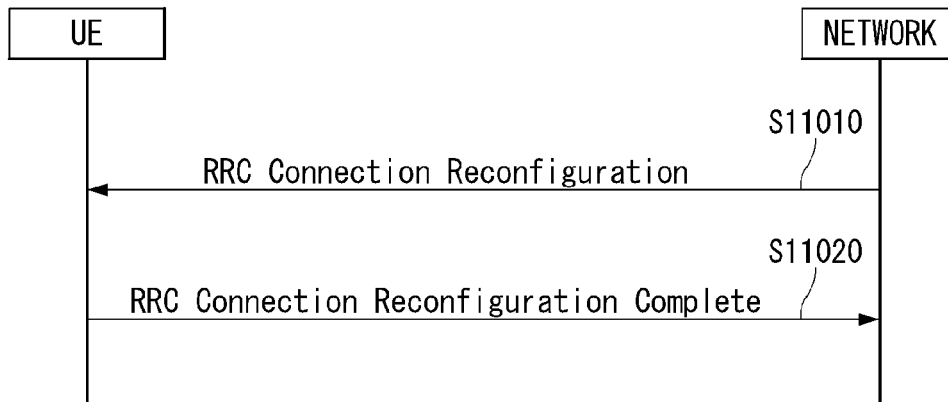 UE
NETWORK
S11010
RRC Connection Reconfiguration
S11020
RRC Connection Reconfiguration Complete